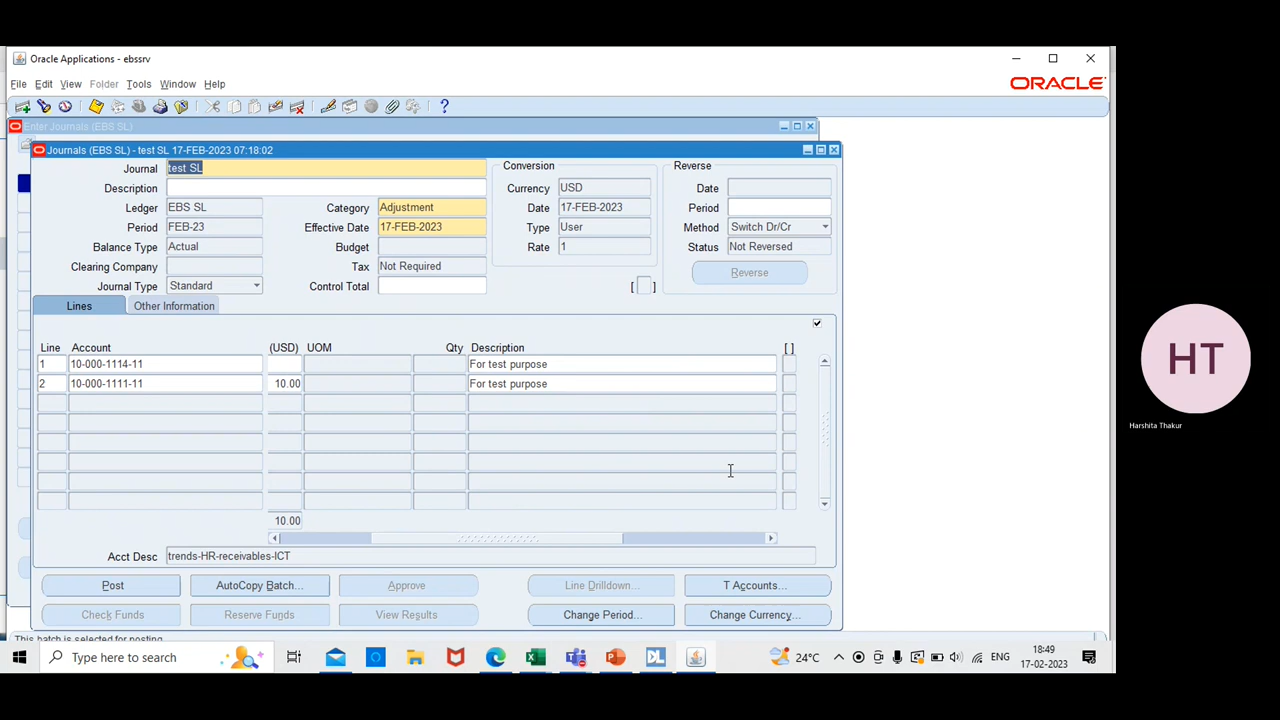 Oracle Applications - ebssrv
File Edit View Folder Tools Window Help
ORACLE
Enter Journals (EBS SL)
Journals (EBS SL) - test SL 17-FEB-2023 07:18:02
Journal test SL
Description
Ledger EBS SL
Category Adjustment
Period FEB-23
Effective Date 17-FEB-2023
Balance Type Actual
Budget
Clearing Company
Tax Not Required
Journal Type Standard
Control Total
Conversion
Currency USD
Date 17-FEB-2023
Type User
Rate 1
Reverse
Date
Period
Method Switch Dr/Cr
Status Not Reversed
Reverse
[ ]
Lines Other Information
Line Account (USD) UOM Qty Description [ ]
1 10-000-1114-11 For test purpose
2 10-000-1111-11 10.00 For test purpose
10.00
Acct Desc trends-HR-receivables-ICT
Post AutoCopy Batch... Approve Line Drilldown... T Accounts...
Check Funds Reserve Funds View Results Change Period... Change Currency...
This batch is selected for posting
Type here to search
24°C
ENG
18:49
17-02-2023
HT
Harshita Thakur